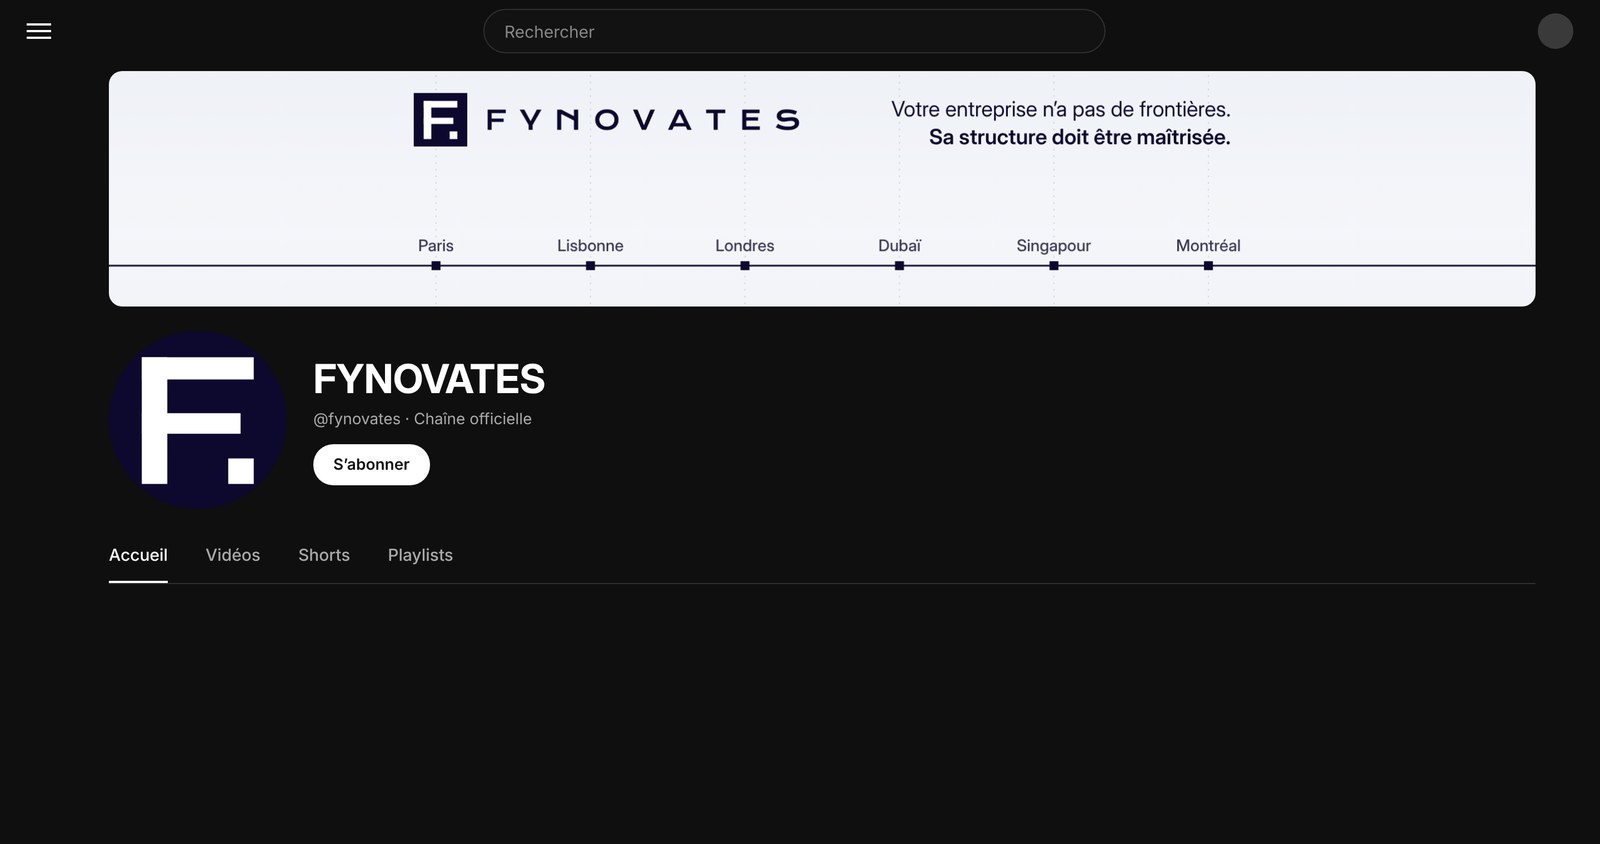 Rechercher
F. FYNOVATES
Votre entreprise n’a pas de frontières.
Sa structure doit être maîtrisée.
Paris Lisbonne Londres Dubaï Singapour Montréal
F.
FYNOVATES
@fynovates · Chaîne officielle
S’abonner
Accueil Vidéos Shorts Playlists